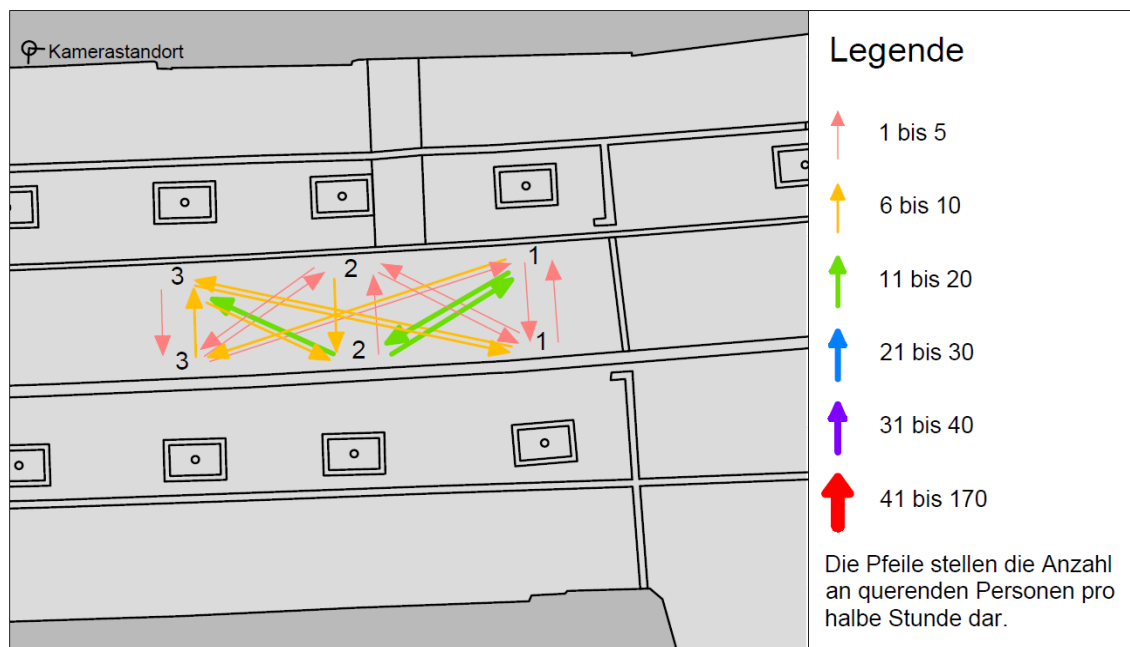 Kamerastandort
3 2 1
3 2 1
Legende
1 bis 5
6 bis 10
11 bis 20
21 bis 30
31 bis 40
41 bis 170
Die Pfeile stellen die Anzahl
an querenden Personen pro
halbe Stunde dar.